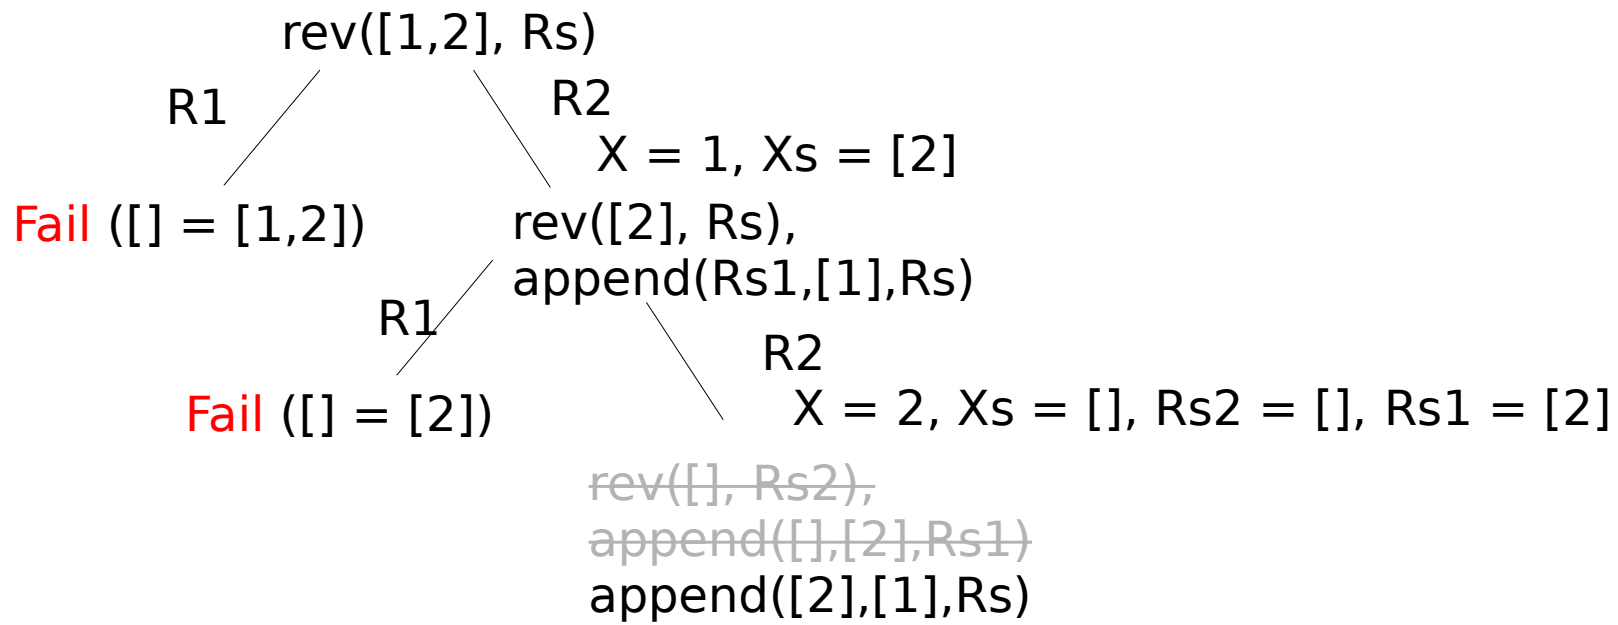 rev([1,2], Rs)
R1
R2
X = 1, Xs = [2]
Fail ([] = [1,2])
rev([2], Rs),
append(Rs1,[1],Rs)
R1
R2
Fail ([] = [2])
X = 2, Xs = [], Rs2 = [], Rs1 = [2]
rev([], Rs2),
append([],[2],Rs1)
append([2],[1],Rs)